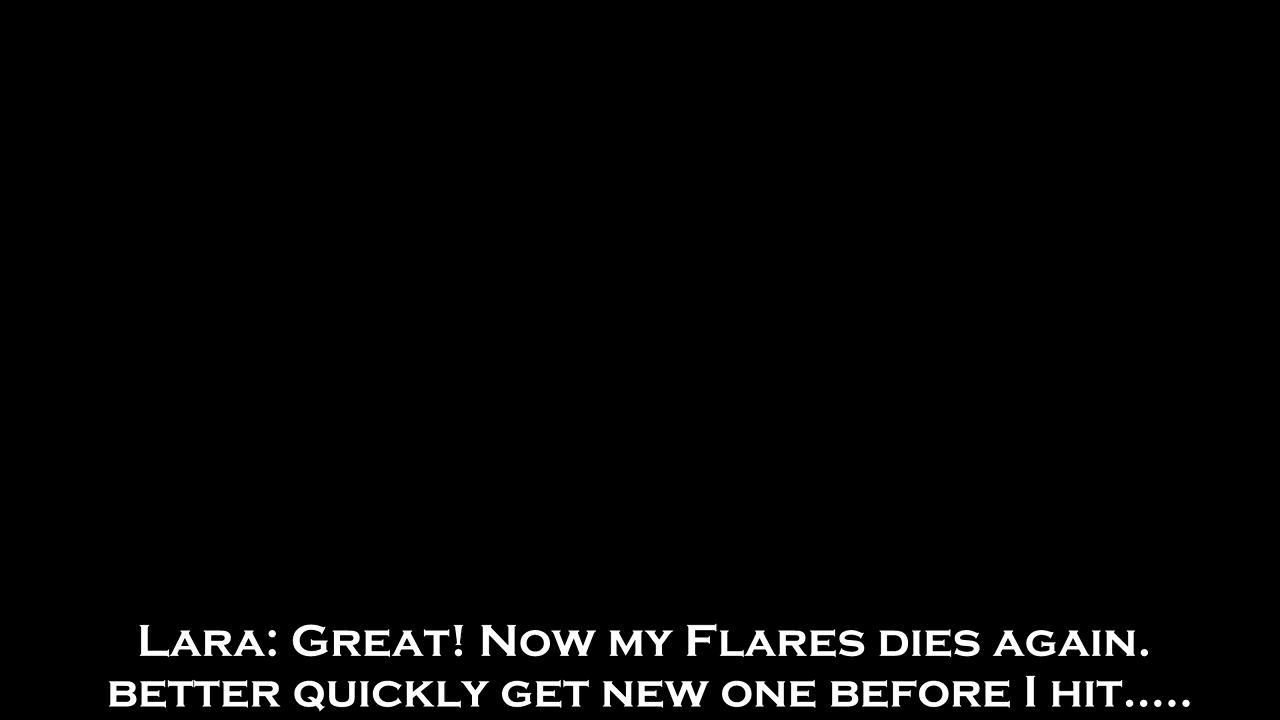 Lara: Great! Now my Flares dies again.
better quickly get new one before I hit.....